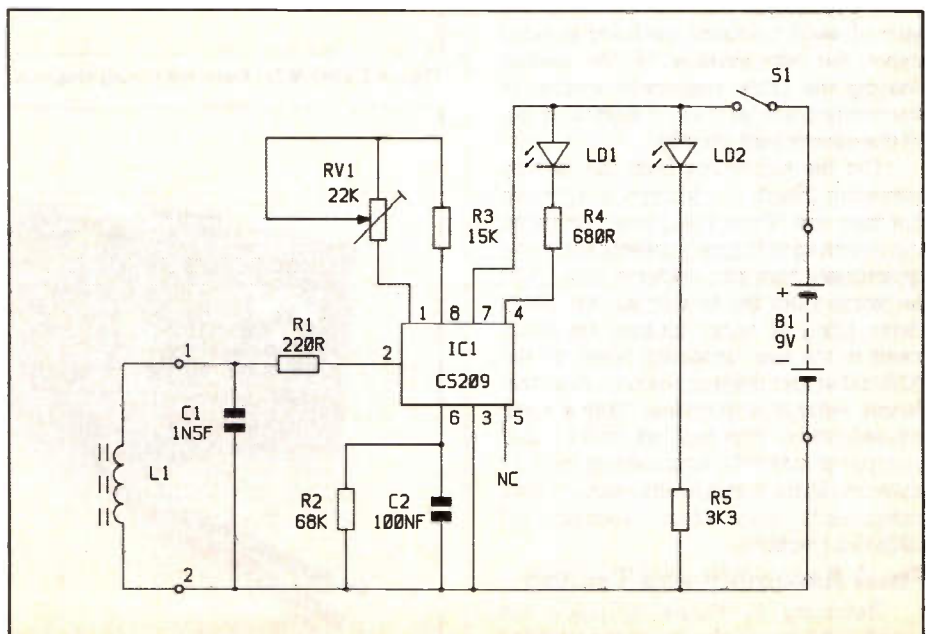 S1
LD1
LD2
RV1
22K
R3
15K
R4
680R
1 8 7 4
B1
9V
+
-
R1
220R
2
IC1
CS209
1
6 3 5
C1
1N5F
L1
NC
R2
68K
C2
100NF
R5
3K3
2